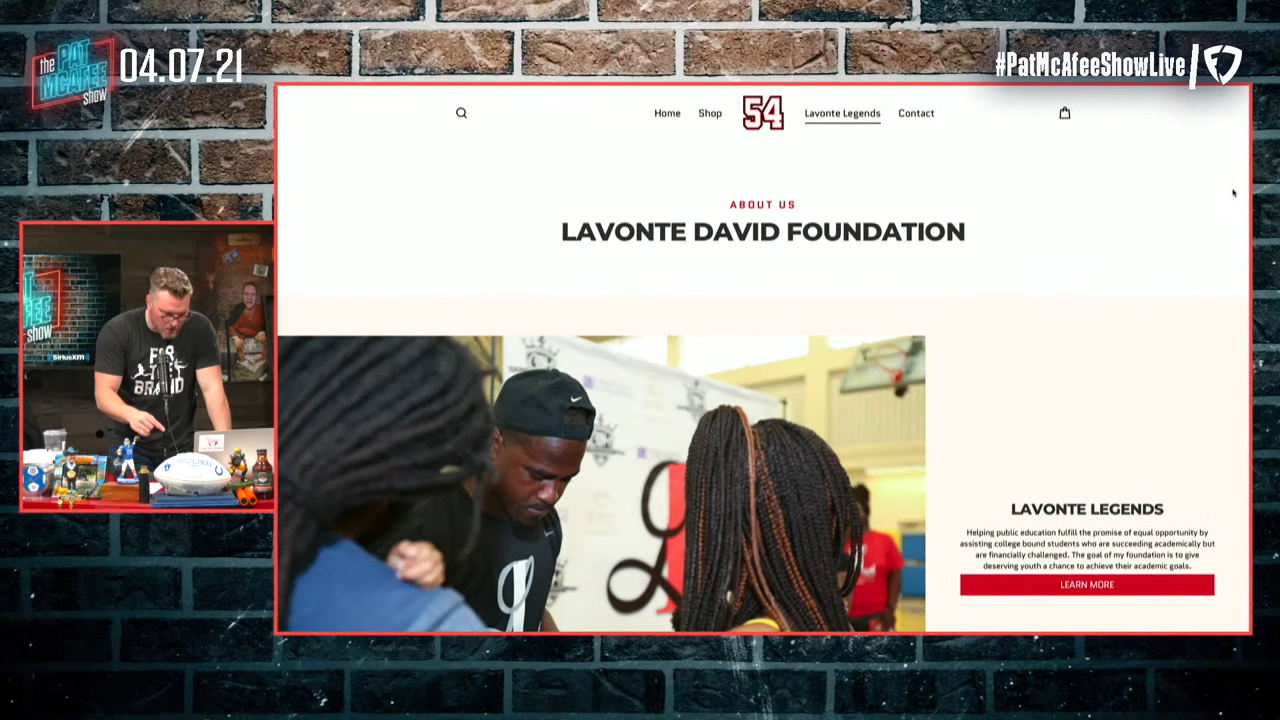 the PAT MCAFEE show
04.07.21
#PatMcAfeeShowLive
Home
Shop
54
Lavonte Legends
Contact
ABOUT US
LAVONTE DAVID FOUNDATION
SiriusXM
show
FOR
THE
BRAND
LAVONTE LEGENDS
Helping public education fulfill the promise of equal opportunity by
assisting college bound students who are succeeding academically but
are financially challenged. The goal of my foundation is to give
deserving youth a chance to achieve their academic goals.
LEARN MORE